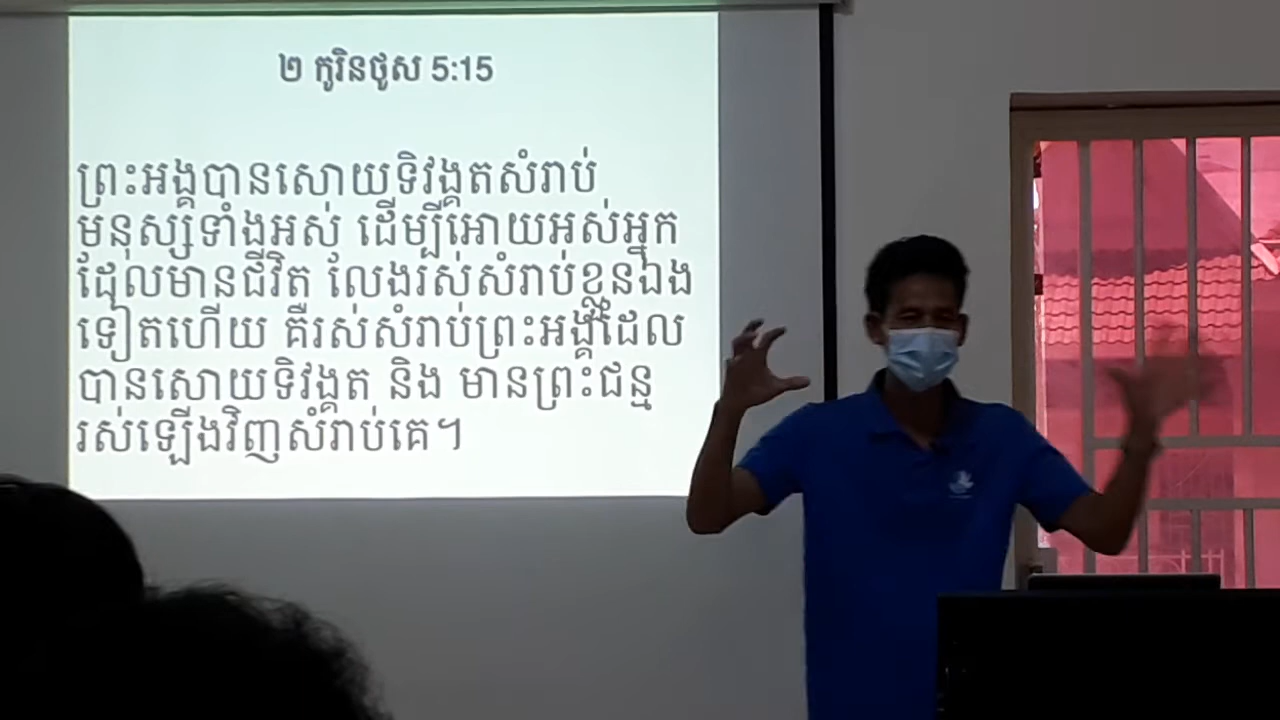 ២ កូរិនថូស 5:15
ព្រះអង្គបានសោយទិវង្គតសំរាប់
មនុស្សទាំងអស់ ដើម្បីអោយអស់អ្នក
ដែលមានជីវិត លែងរស់សំរាប់ខ្លួនឯង
ទៀតហើយ គឺរស់សំរាប់ព្រះអង្គដែល
បានសោយទិវង្គត និង មានព្រះជន្ម
រស់ឡើងវិញសំរាប់គេ។